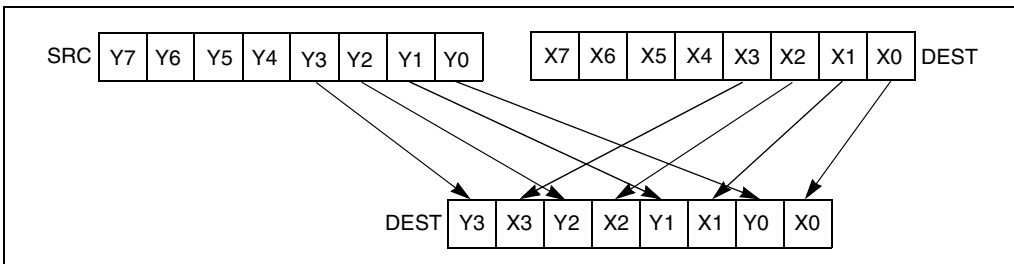 SRC Y7 Y6 Y5 Y4 Y3 Y2 Y1 Y0 X7 X6 X5 X4 X3 X2 X1 X0 DEST
DEST Y3 X3 Y2 X2 Y1 X1 Y0 X0